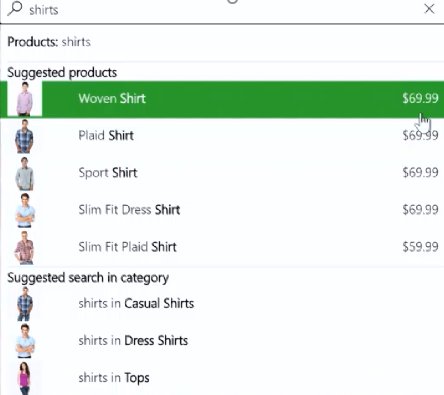 shirts
Products: shirts
Suggested products
Woven Shirt $69.99
Plaid Shirt $69.99
Sport Shirt $69.99
Slim Fit Dress Shirt $69.99
Slim Fit Plaid Shirt $59.99
Suggested search in category
shirts in Casual Shirts
shirts in Dress Shirts
shirts in Tops